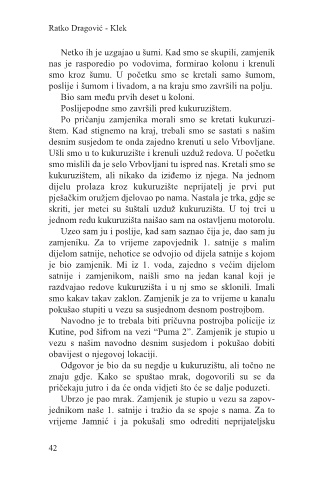 Ratko Dragović - Klek
Netko ih je uzgajao u šumi. Kad smo se skupili, zamjenik
nas je rasporedio po vodovima, formirao kolonu i krenuli
smo kroz šumu. U početku smo se kretali samo šumom,
poslije i šumom i livadom, a na kraju smo završili na polju.
Bio sam među prvih deset u koloni.
Poslijepodne smo završili pred kukuruzištem.
Po pričanju zamjenika morali smo se kretati kukuruzi-
štem. Kad stignemo na kraj, trebali smo se sastati s našim
desnim susjedom te onda zajedno krenuti u selo Vrbovljane.
Ušli smo u to kukuruzište i krenuli uzduž redova. U početku
smo mislili da je selo Vrbovljani tu ispred nas. Kretali smo se
kukuruzištem, ali nikako da iziđemo iz njega. Na jednom
dijelu prolaza kroz kukuruzište neprijatelj je prvi put
pješačkim oružjem djelovao po nama. Nastala je trka, gdje se
skriti, jer metci su šuštali uzduž kukuruzišta. U toj trci u
jednom redu kukuruzišta naišao sam na ostavljenu motorolu.
Uzeo sam ju i poslije, kad sam saznao čija je, dao sam ju
zamjeniku. Za to vrijeme zapovjednik 1. satnije s malim
dijelom satnije, nehotice se odvojio od dijela satnije s kojom
je bio zamjenik. Mi iz 1. voda, zajedno s većim dijelom
satnije i zamjenikom, naišli smo na jedan kanal koji je
razdvajao redove kukuruzišta i u nj smo se sklonili. Imali
smo kakav takav zaklon. Zamjenik je za to vrijeme u kanalu
pokušao stupiti u vezu sa susjednom desnom postrojbom.
Navodno je to trebala biti pričuvna postrojba policije iz
Kutine, pod šifrom na vezi “Puma 2”. Zamjenik je stupio u
vezu s našim navodno desnim susjedom i pokušao dobiti
obavijest o njegovoj lokaciji.
Odgovor je bio da su negdje u kukuruzištu, ali točno ne
znaju gdje. Kako se spuštao mrak, dogovorili su se da
pričekaju jutro i da će onda vidjeti što će se dalje poduzeti.
Ubrzo je pao mrak. Zamjenik je stupio u vezu sa zapov-
jednikom naše 1. satnije i tražio da se spoje s nama. Za to
vrijeme Jamnić i ja pokušali smo odrediti neprijateljsku
42